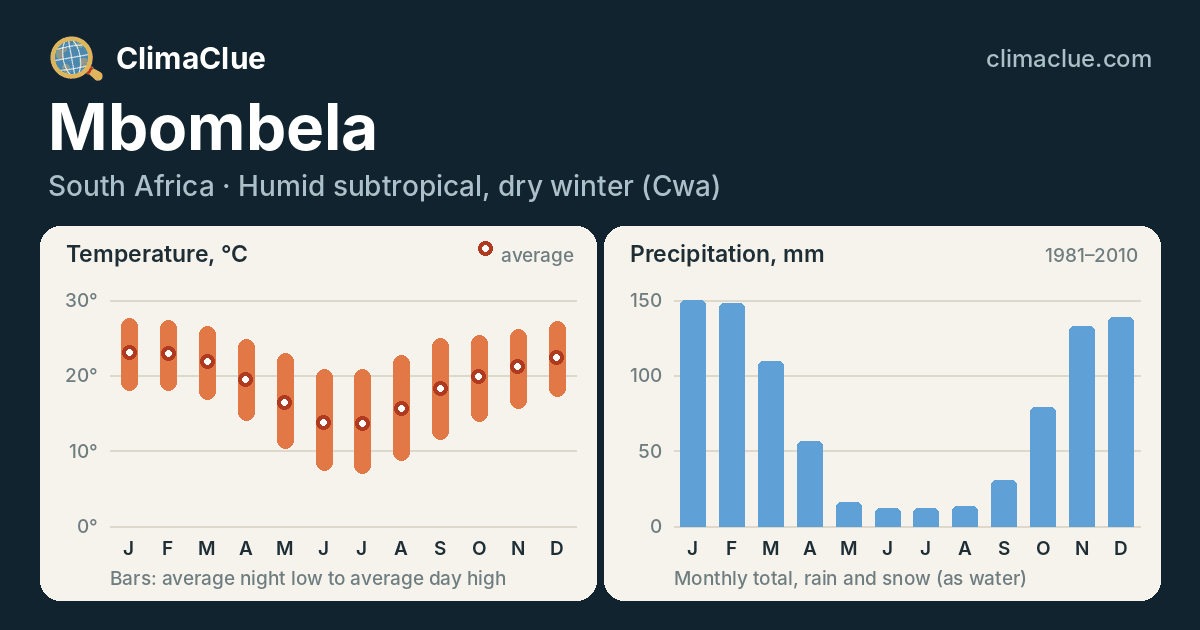 ClimaClue
climaclue.com
Mbombela
South Africa · Humid subtropical, dry winter (Cwa)
Temperature, °C
average
30°
20°
10°
0°
J F M A M J J A S O N D
Bars: average night low to average day high
Precipitation, mm
1981–2010
150
100
50
0
J F M A M J J A S O N D
Monthly total, rain and snow (as water)